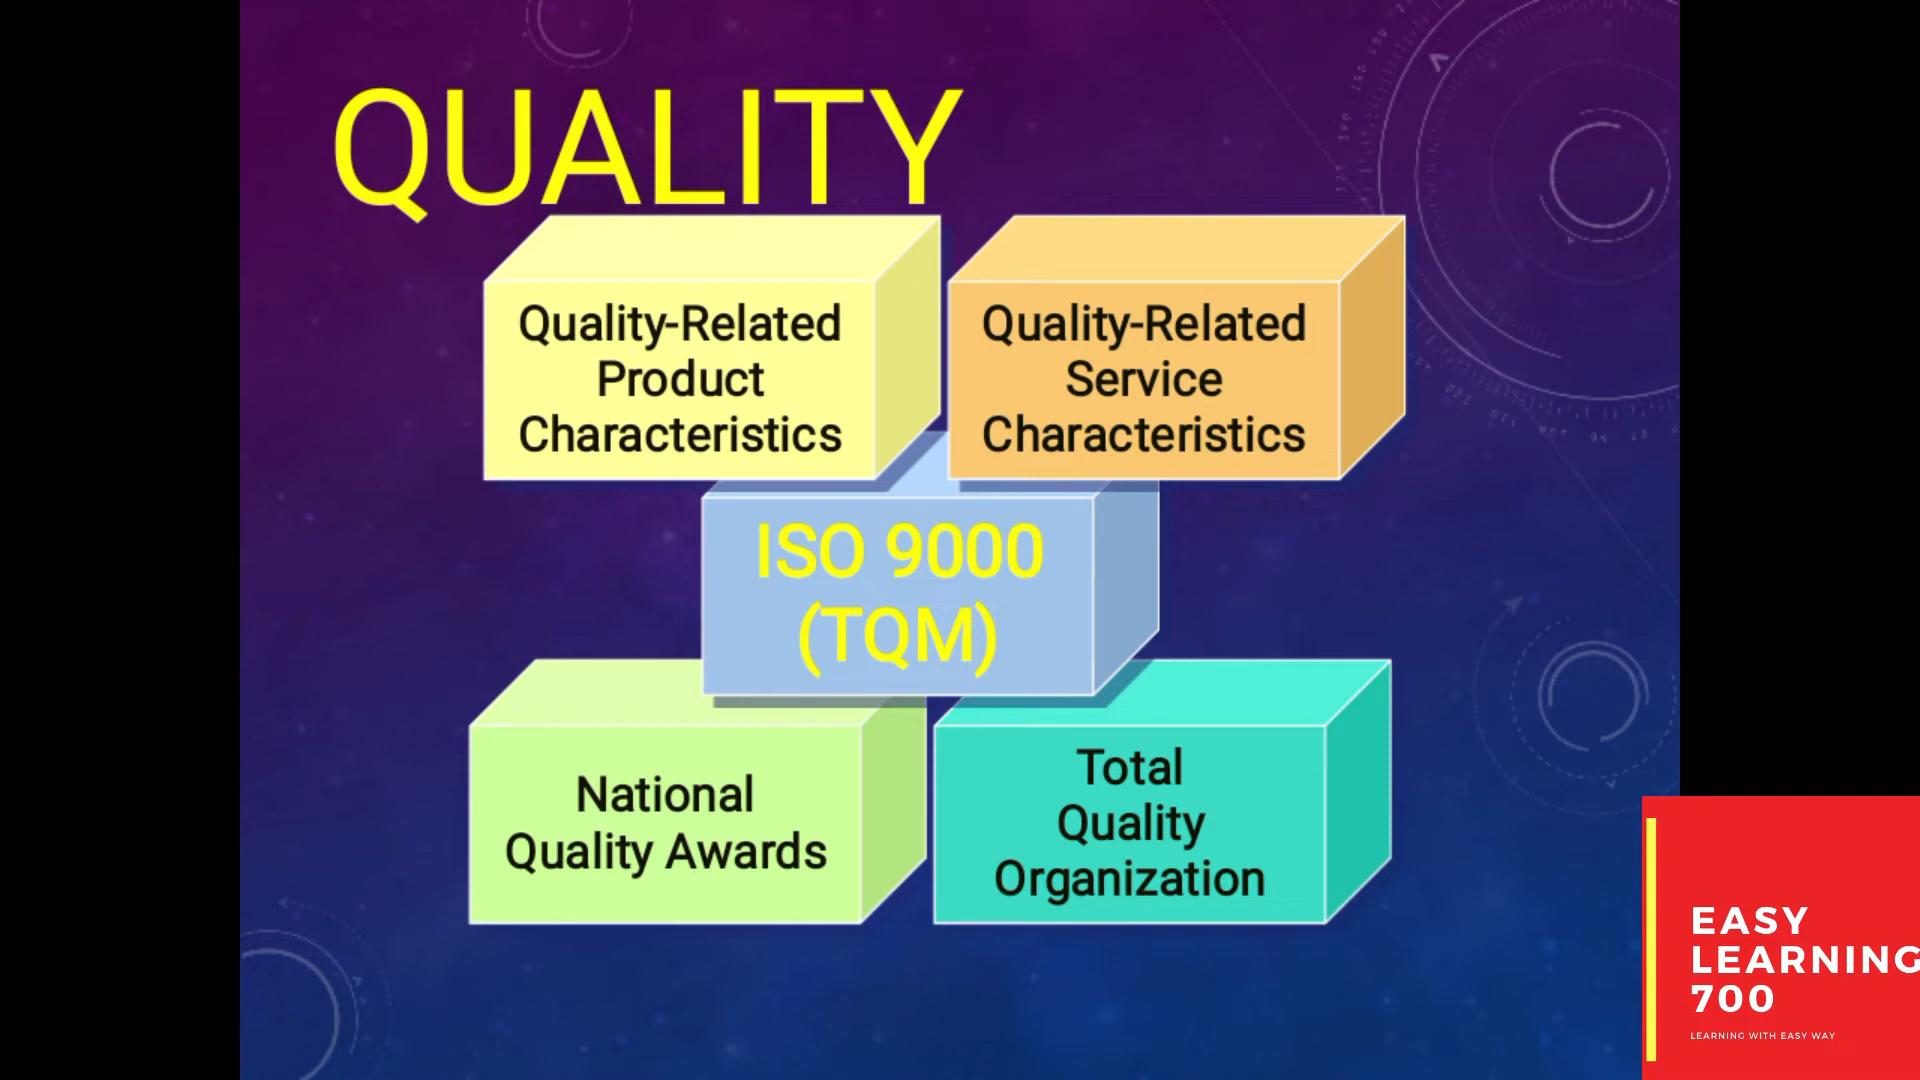 QUALITY
Quality-Related
Product
Characteristics
Quality-Related
Service
Characteristics
ISO 9000
(TQM)
National
Quality Awards
Total
Quality
Organization
EASY
LEARNING
700
LEARNING WITH EASY WAY